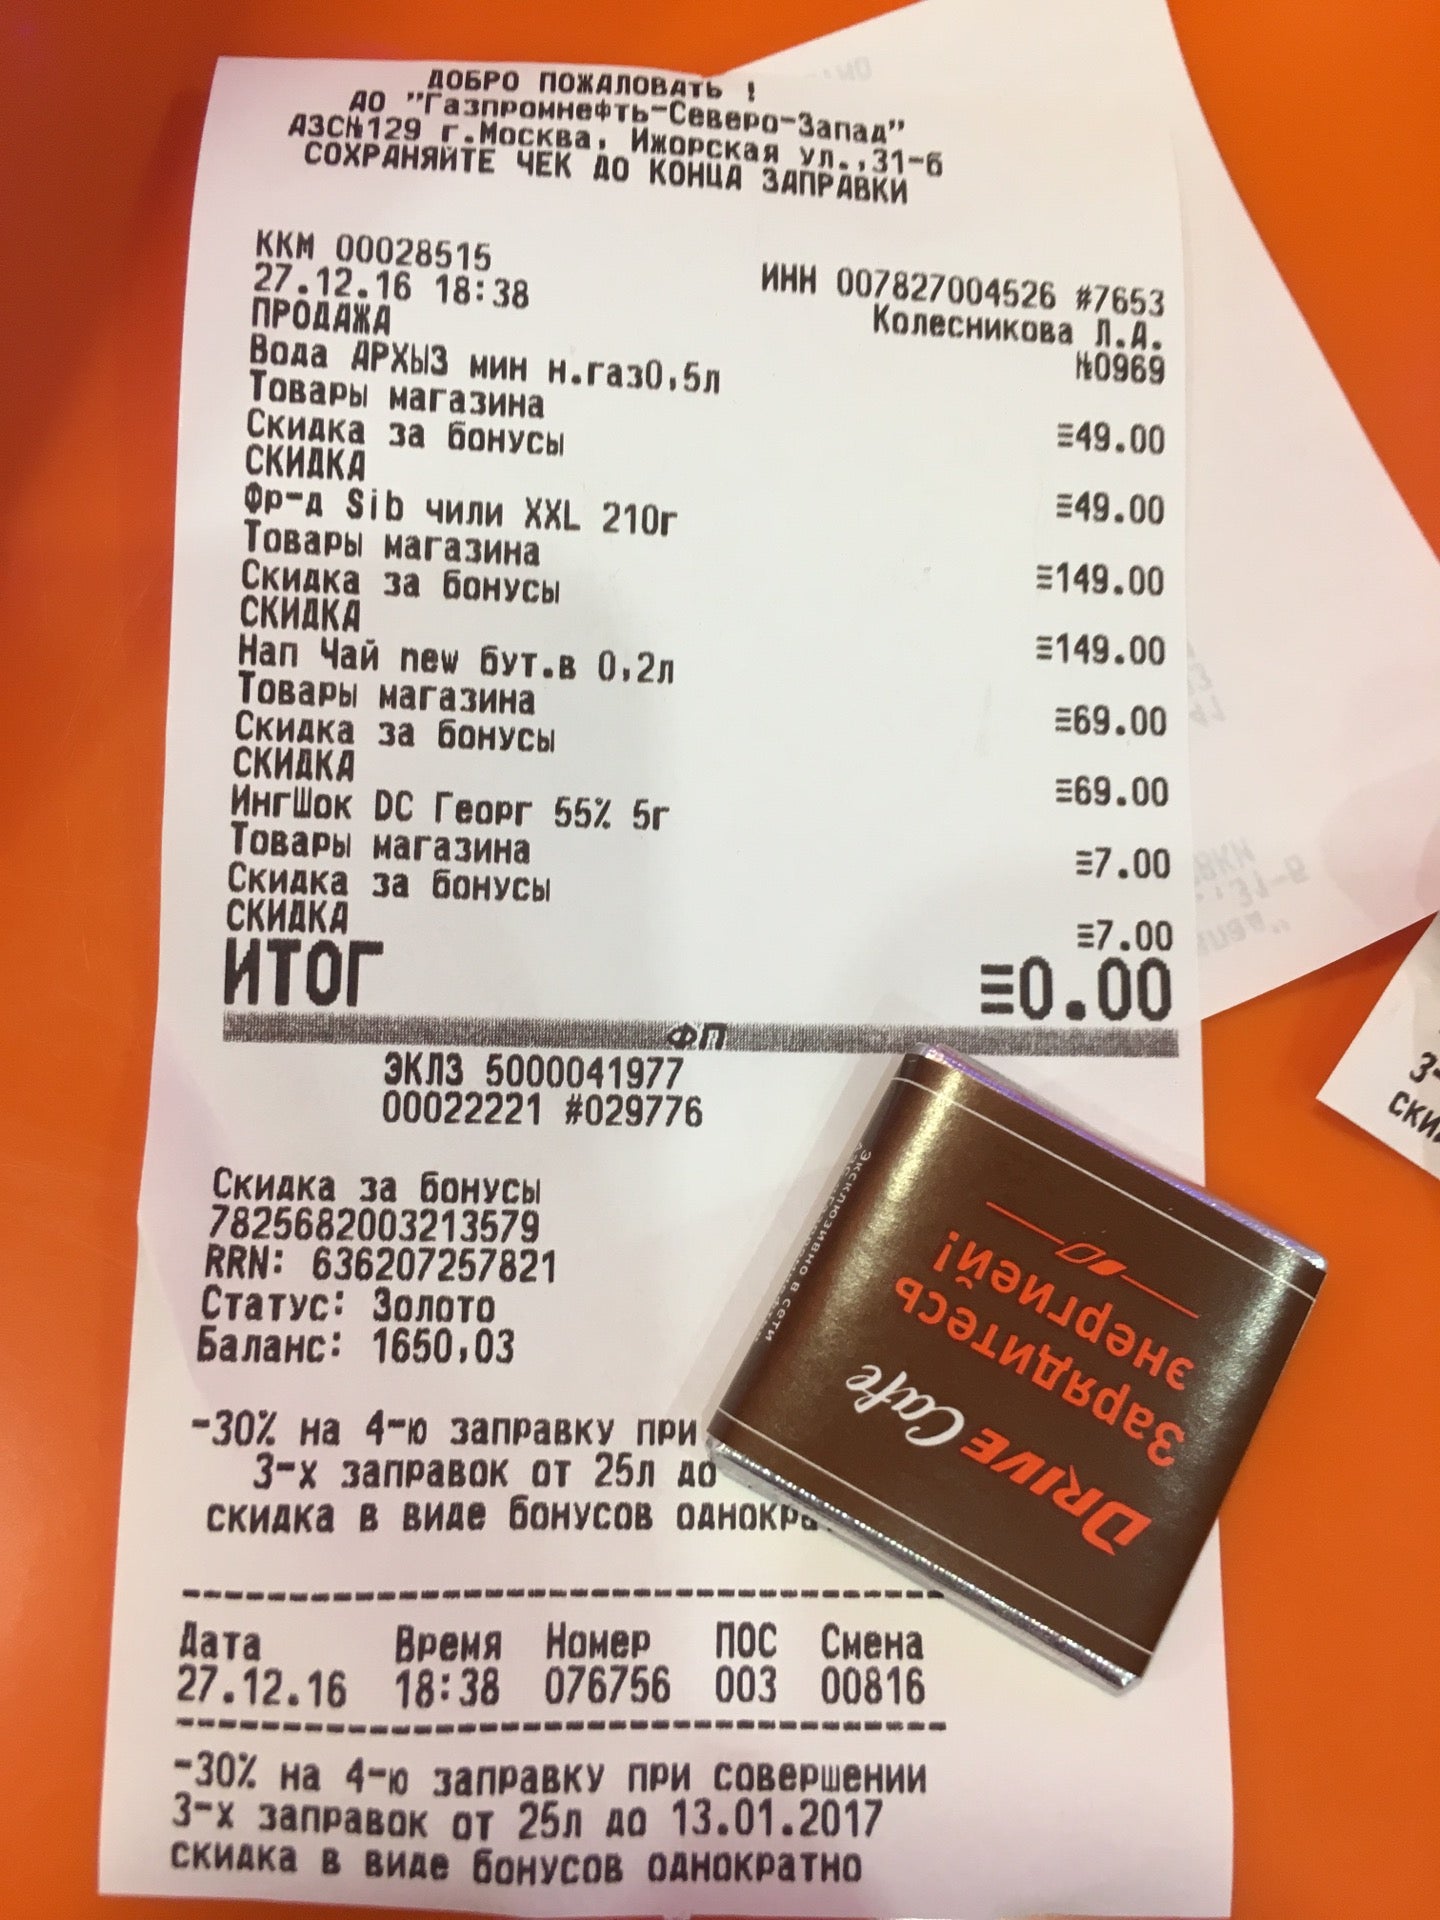 ДОБРО ПОЖАЛОВАТЬ !
АО "Газпромнефть-Северо-Запад"
АЗС№129 г.Москва, Ижорская ул.,31-б
СОХРАНЯЙТЕ ЧЕК ДО КОНЦА ЗАПРАВКИ
ККМ 00028515 ИНН 007827004526 #7653
27.12.16 18:38 Колесникова Л.А.
ПРОДАЖА №0969
Вода АРХЫЗ мин н.газ0,5л
Товары магазина ≡49.00
Скидка за бонусы
СКИДКА ≡49.00
Фр-д Sib чили XXL 210г
Товары магазина ≡149.00
Скидка за бонусы
СКИДКА ≡149.00
Нап Чай new бут.в 0,2л
Товары магазина ≡69.00
Скидка за бонусы
СКИДКА ≡69.00
ИнгШок DC Георг 55% 5г
Товары магазина ≡7.00
Скидка за бонусы
СКИДКА ≡7.00
ИТОГ ≡0.00
ФП
ЭКЛЗ 5000041977
00022221 #029776
Скидка за бонусы
7825682003213579
RRN: 636207257821
Статус: Золото
Баланс: 1650,03
-30% на 4-ю заправку при
3-х заправок от 25л до
скидка в виде бонусов однокра
Дата Время Номер ПОС Смена
27.12.16 18:38 076756 003 00816
-30% на 4-ю заправку при совершении
3-х заправок от 25л до 13.01.2017
скидка в виде бонусов однократно
DRIVE Cafe
Зарядитесь
энергией!
эксклюзивно в сети
3-
ски